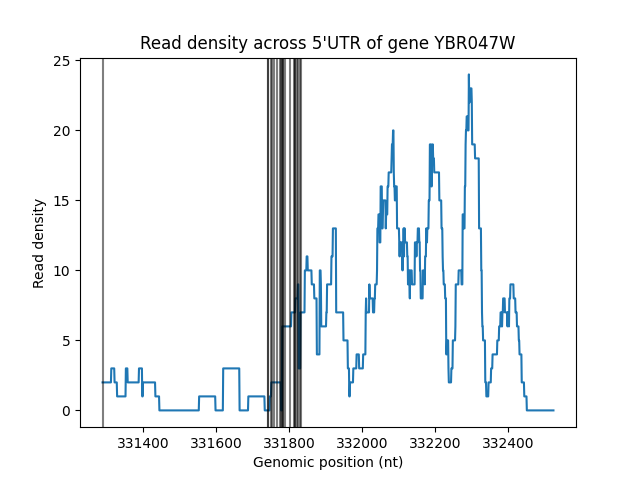 Read density across 5'UTR of gene YBR047W
25
20
15
10
5
0
Read density
331400 331600 331800 332000 332200 332400
Genomic position (nt)